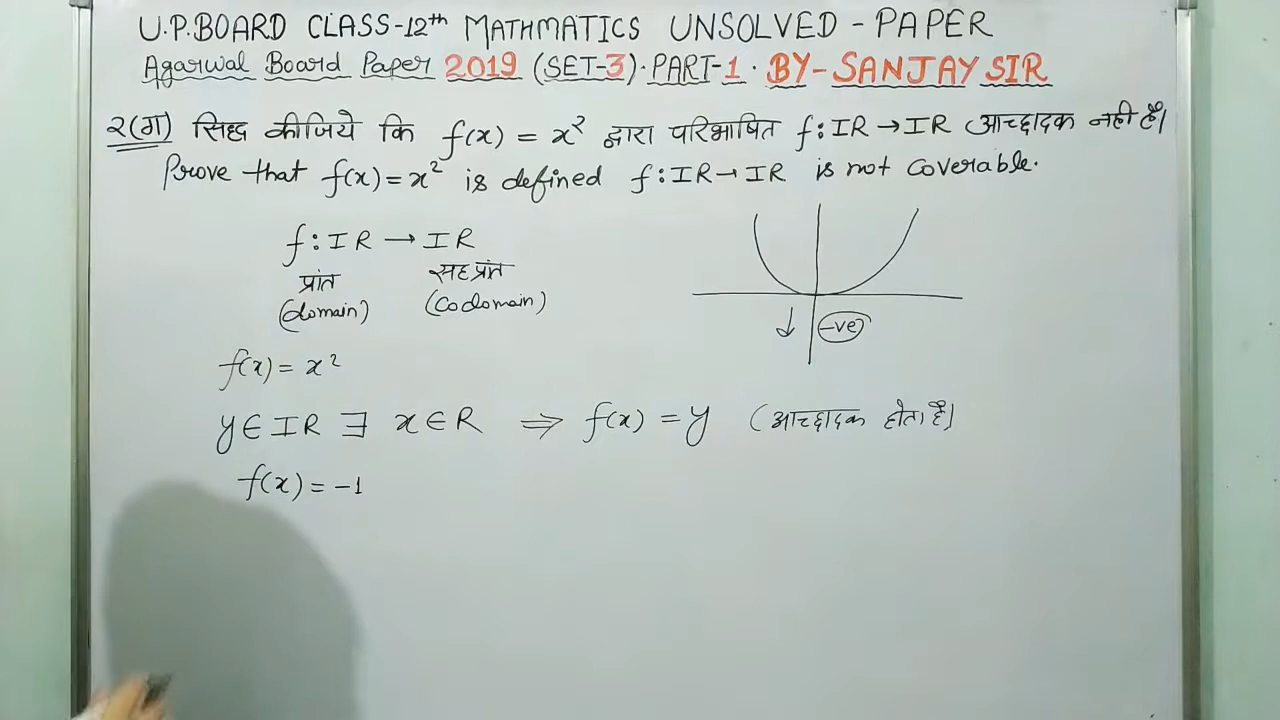 U.P.BOARD CLASS-12th MATHMATICS UNSOLVED - PAPER
Agarwal Board Paper 2019 (SET-3) · PART-1 · BY-SANJAY SIR
२(ग) सिद्ध कीजिये कि f(x) = x² द्वारा परिभाषित f:IR→IR आच्छादक नही है।
Prove that f(x)=x² is defined f:IR→IR is not coverable.
f:IR → IR
प्रांत सहप्रांत
(domain) (Codomain)
↓ -ve
f(x) = x²
y∈IR ∃ x∈R ⇒ f(x) = y (आच्छादक होता है।
f(x) = -1